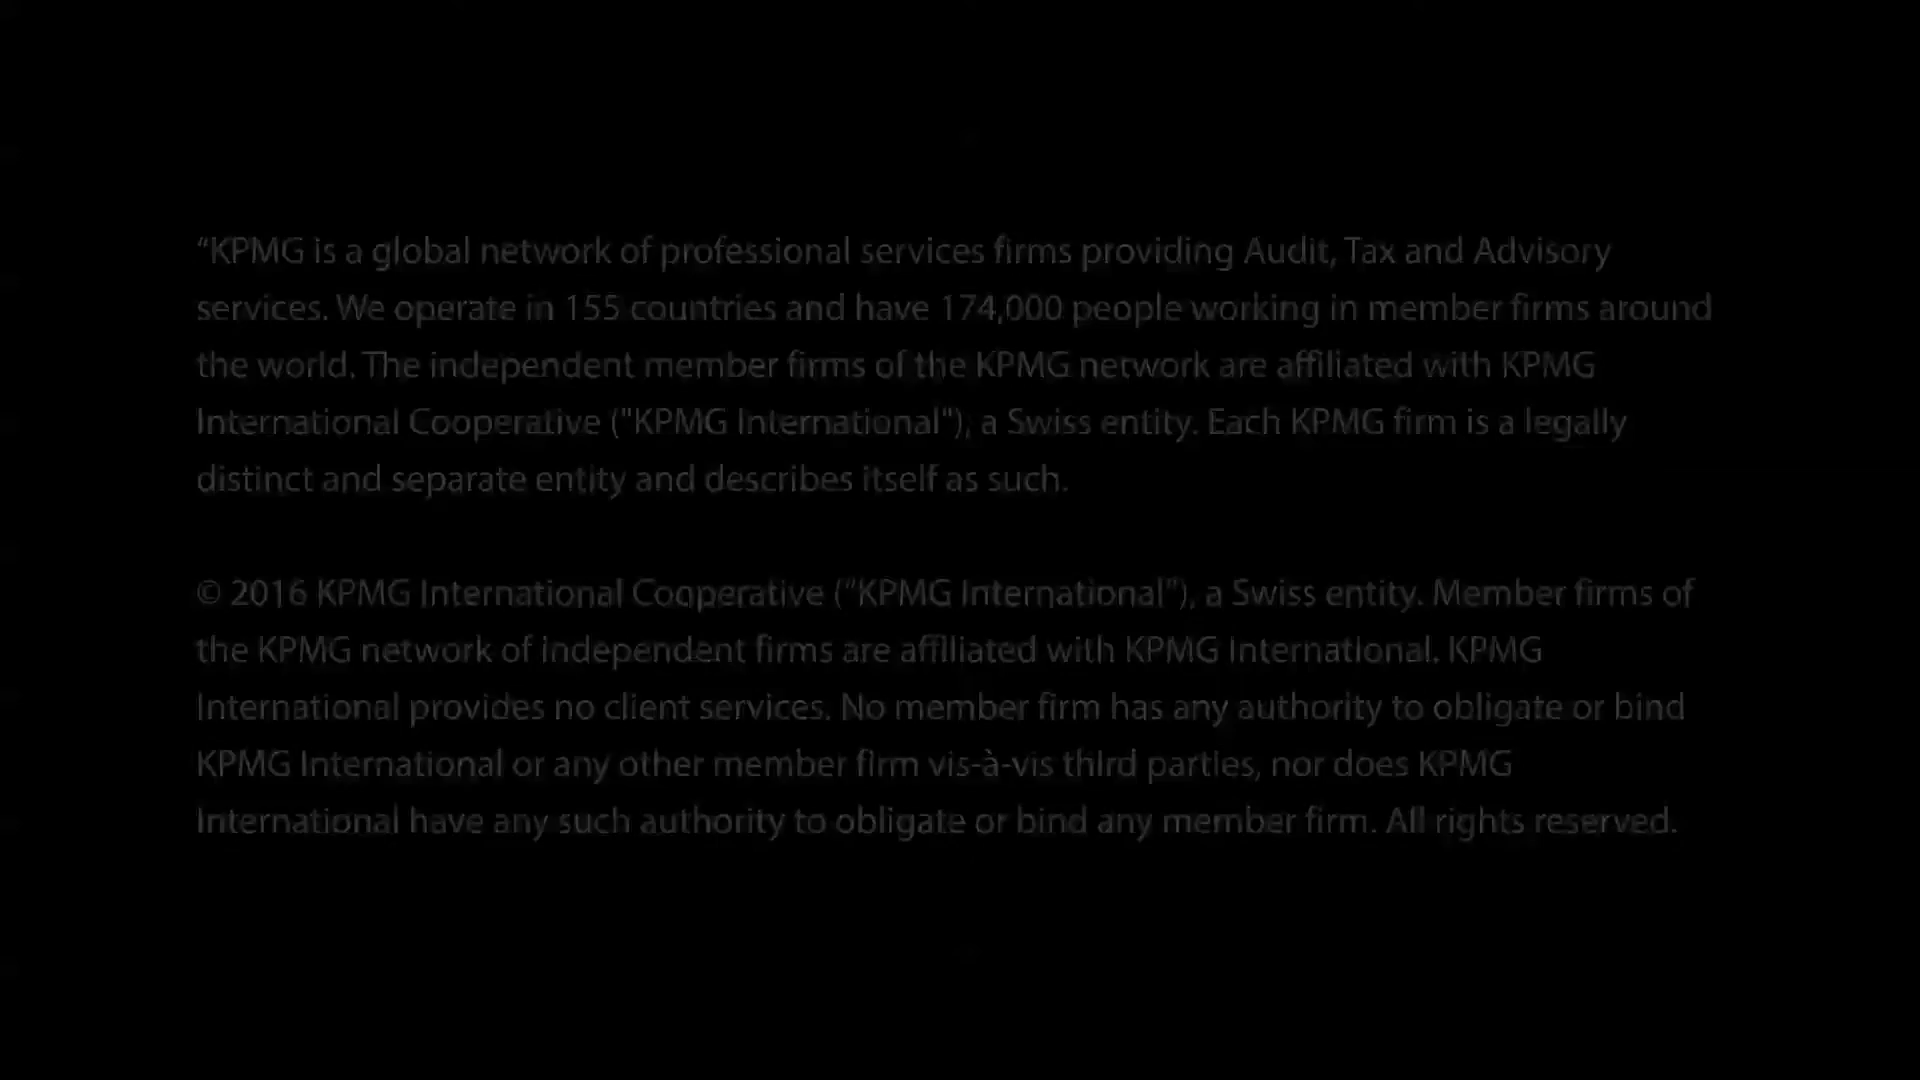 “KPMG is a global network of professional services firms providing Audit, Tax and Advisory
services. We operate in 155 countries and have 174,000 people working in member firms around
the world. The independent member firms of the KPMG network are affiliated with KPMG
International Cooperative ("KPMG International"), a Swiss entity. Each KPMG firm is a legally
distinct and separate entity and describes itself as such.
© 2016 KPMG International Cooperative (“KPMG International”), a Swiss entity. Member firms of
the KPMG network of independent firms are affiliated with KPMG International. KPMG
International provides no client services. No member firm has any authority to obligate or bind
KPMG International or any other member firm vis-à-vis third parties, nor does KPMG
International have any such authority to obligate or bind any member firm. All rights reserved.